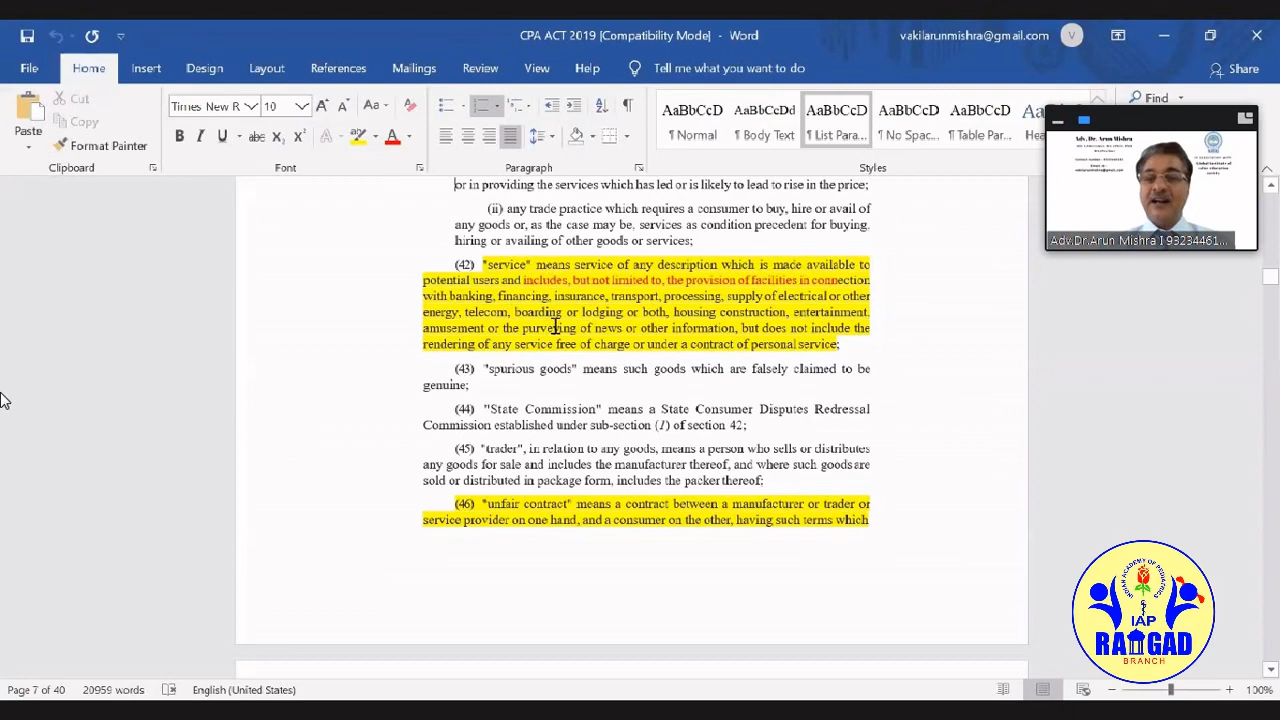 CPA ACT 2019 [Compatibility Mode] - Word
vakilarunmishra@gmail.com
V
File
Home
Insert
Design
Layout
References
Mailings
Review
View
Help
Tell me what you want to do
Share
Paste
Cut
Copy
Format Painter
Clipboard
Times New R
10
Font
Paragraph
AaBbCcD
¶ Normal
AaBbCcDd
¶ Body Text
AaBbCcD
¶ List Para...
AaBbCcD
¶ No Spac...
AaBbCcD
¶ Table Par...
Styles
Find
Adv. Dr. Arun Mishra
Adv.Dr.Arun Mishra I 93234461...
or in providing the services which has led or is likely to lead to rise in the price;
(ii) any trade practice which requires a consumer to buy, hire or avail of
any goods or, as the case may be, services as condition precedent for buying,
hiring or availing of other goods or services;
(42) "service" means service of any description which is made available to
potential users and includes, but not limited to, the provision of facilities in connection
with banking, financing, insurance, transport, processing, supply of electrical or other
energy, telecom, boarding or lodging or both, housing construction, entertainment,
amusement or the purveying of news or other information, but does not include the
rendering of any service free of charge or under a contract of personal service;
(43) "spurious goods" means such goods which are falsely claimed to be
genuine;
(44) "State Commission" means a State Consumer Disputes Redressal
Commission established under sub-section (1) of section 42;
(45) "trader", in relation to any goods, means a person who sells or distributes
any goods for sale and includes the manufacturer thereof, and where such goods are
sold or distributed in package form, includes the packer thereof;
(46) "unfair contract" means a contract between a manufacturer or trader or
service provider on one hand, and a consumer on the other, having such terms which
INDIAN ACADEMY OF PEDIATRICS
IAP
RAIGAD
BRANCH
Page 7 of 40
20959 words
English (United States)
100%